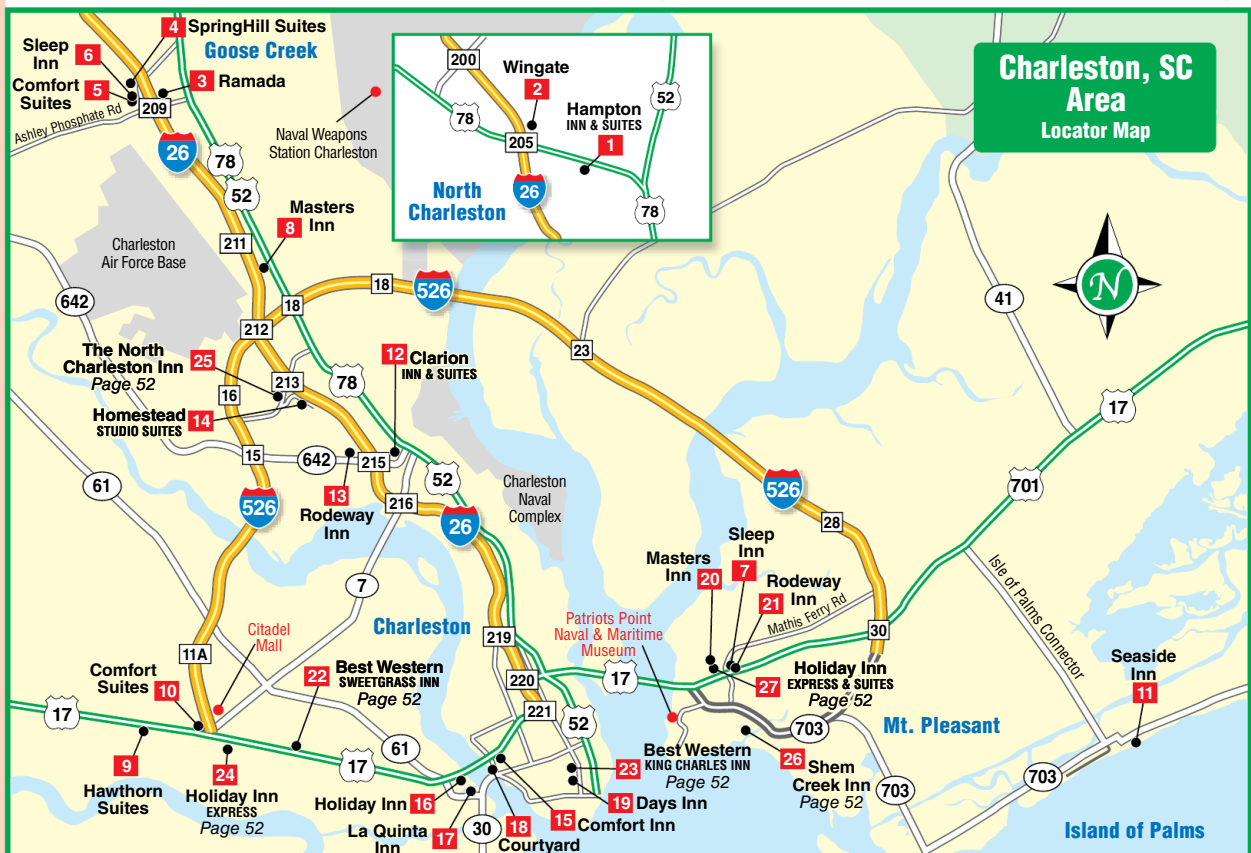 Charleston, SC
Area
Locator Map
4 SpringHill Suites
Goose Creek
Sleep
Inn
6
Comfort
Suites
5
3 Ramada
209
Ashley Phosphate Rd
26
78
52
Naval Weapons
Station Charleston
200
Wingate
2
Hampton
INN & SUITES
1
52
78
205
26
North
Charleston
78
Masters
Inn
8
211
Charleston
Air Force Base
642
18
18
526
212
41
23
The North
Charleston Inn
Page 52
25
12 Clarion
INN & SUITES
213
78
16
Homestead
STUDIO SUITES
14
17
15
642
215
61
52
701
526
13
Rodeway
Inn
216
26
Charleston
Naval
Complex
526
28
Sleep
Inn
7
Masters
Inn
20
Rodeway
Inn
21
Mathis Ferry Rd
Isle of Palms Connector
7
Charleston
Patriots Point
Naval & Maritime
Museum
219
30
Citadel
Mall
11A
Comfort
Suites
10
22
Best Western
SWEETGRASS INN
Page 52
220
17
27
Holiday Inn
EXPRESS & SUITES
Page 52
Seaside
Inn
11
17
221
52
703
Mt. Pleasant
61
17
9
Hawthorn
Suites
24
Holiday Inn
EXPRESS
Page 52
Best Western
KING CHARLES INN
Page 52
23
26
Shem
Creek Inn
Page 52
703
703
Holiday Inn 16
19 Days Inn
La Quinta
Inn
17
30
18
Courtyard
15
Comfort Inn
Island of Palms
N